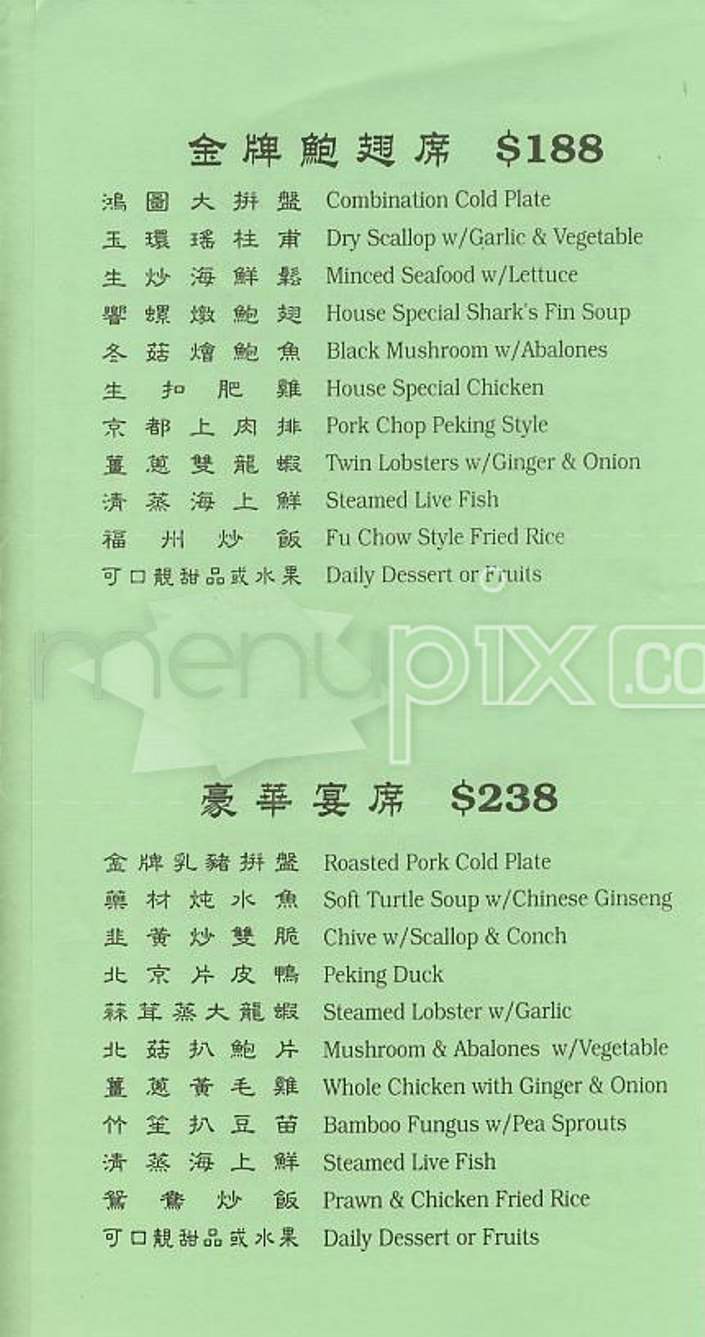 金牌鮑翅席 $188
鴻圖大拼盤 Combination Cold Plate
玉環瑤柱甫 Dry Scallop w/Garlic & Vegetable
生炒海鮮鬆 Minced Seafood w/Lettuce
響螺燉鮑翅 House Special Shark's Fin Soup
冬菇燴鮑魚 Black Mushroom w/Abalones
生扣肥雞 House Special Chicken
京都上肉排 Pork Chop Peking Style
薑蔥雙龍蝦 Twin Lobsters w/Ginger & Onion
清蒸海上鮮 Steamed Live Fish
福州炒飯 Fu Chow Style Fried Rice
可口靚甜品或水果 Daily Dessert or Fruits
menupix.co
豪華宴席 $238
金牌乳豬拼盤 Roasted Pork Cold Plate
藥材炖水魚 Soft Turtle Soup w/Chinese Ginseng
韭黃炒雙脆 Chive w/Scallop & Conch
北京片皮鴨 Peking Duck
蒜茸蒸大龍蝦 Steamed Lobster w/Garlic
北菇扒鮑片 Mushroom & Abalones w/Vegetable
薑蔥黃毛雞 Whole Chicken with Ginger & Onion
竹笙扒豆苗 Bamboo Fungus w/Pea Sprouts
清蒸海上鮮 Steamed Live Fish
鴛鴦炒飯 Prawn & Chicken Fried Rice
可口靚甜品或水果 Daily Dessert or Fruits